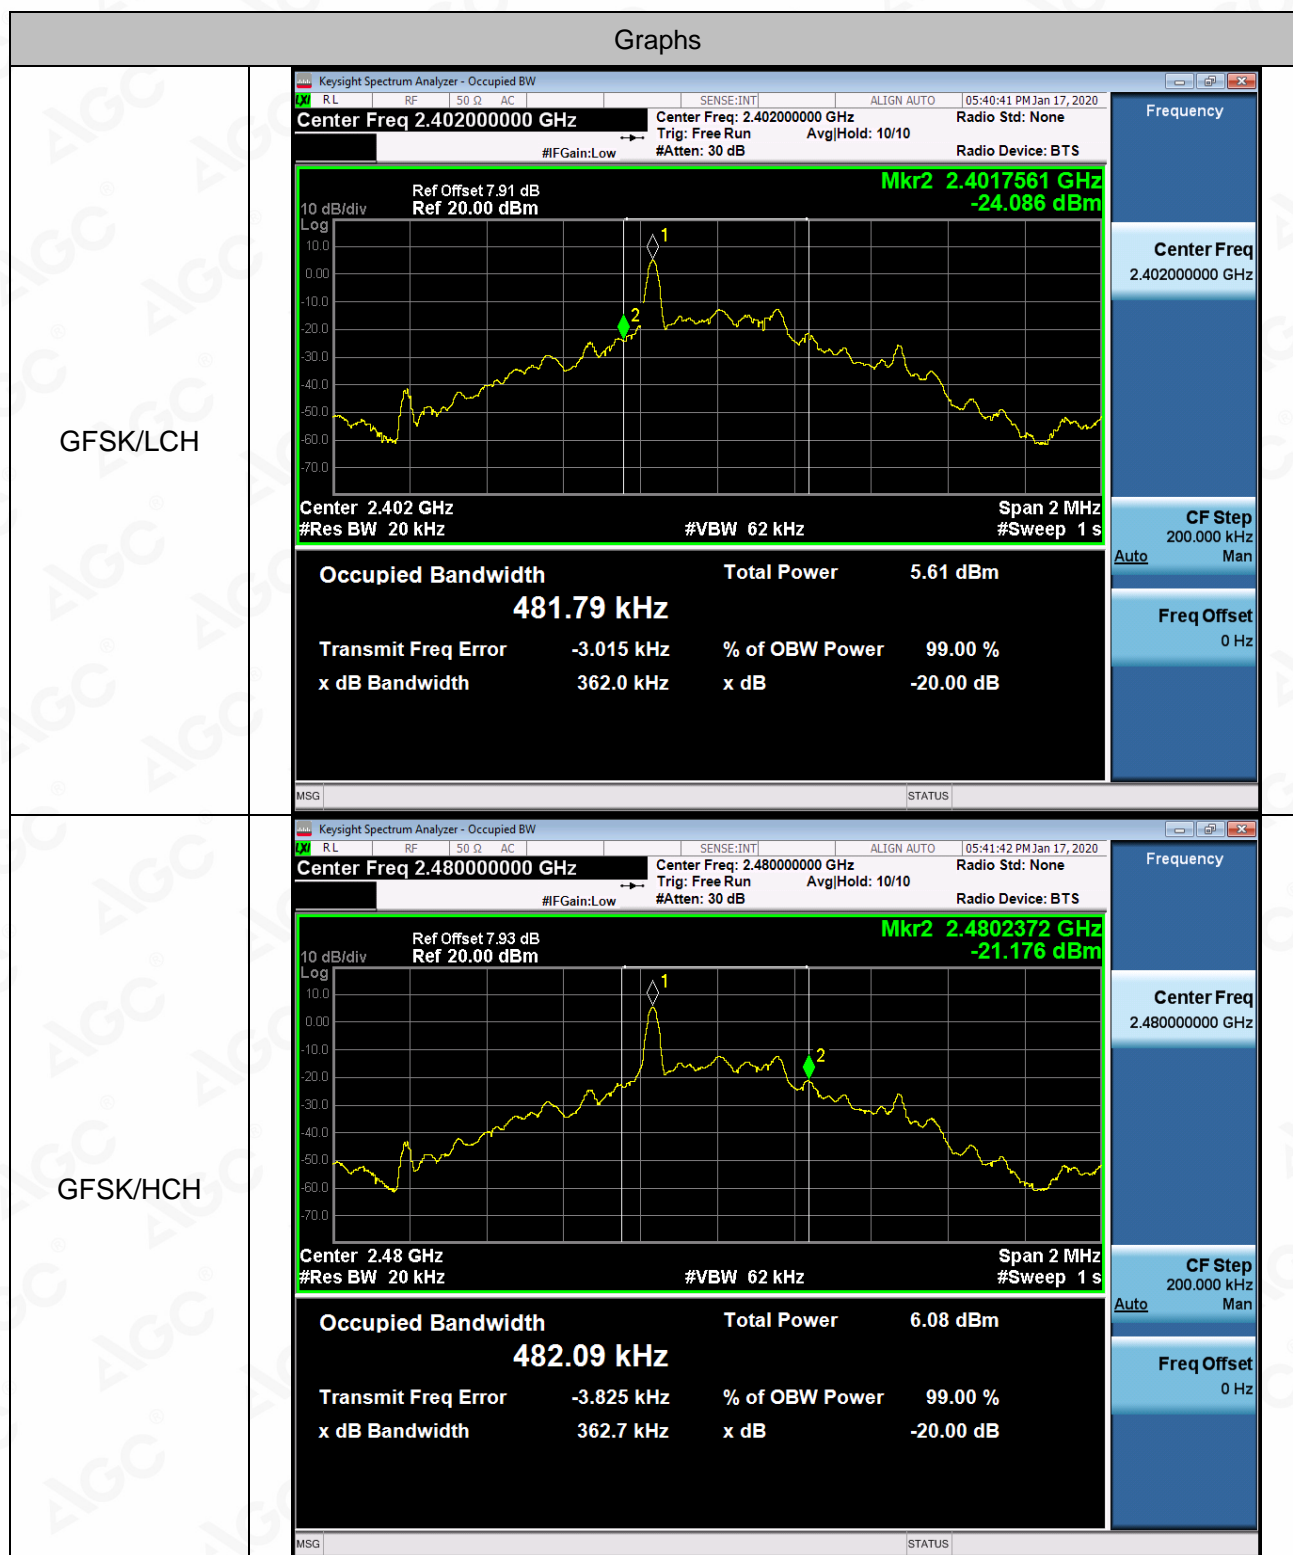 Graphs
GFSK/LCH
Keysight Spectrum Analyzer - Occupied BW
LXI RL RF 50 Ω AC SENSE:INT ALIGN AUTO 05:40:41 PM Jan 17, 2020
Center Freq 2.402000000 GHz
Center Freq: 2.402000000 GHz Radio Std: None
Trig: Free Run Avg|Hold: 10/10
#IFGain:Low #Atten: 30 dB Radio Device: BTS
Mkr2 2.4017561 GHz
-24.086 dBm
Ref Offset 7.91 dB
10 dB/div Ref 20.00 dBm
Log
10.0
0.00
-10.0
-20.0
-30.0
-40.0
-50.0
-60.0
-70.0
1
2
Center 2.402 GHz Span 2 MHz
#Res BW 20 kHz #VBW 62 kHz #Sweep 1 s
Occupied Bandwidth Total Power 5.61 dBm
481.79 kHz
Transmit Freq Error -3.015 kHz % of OBW Power 99.00 %
x dB Bandwidth 362.0 kHz x dB -20.00 dB
MSG STATUS
Frequency
Center Freq
2.402000000 GHz
CF Step
200.000 kHz
Auto Man
Freq Offset
0 Hz
GFSK/HCH
Keysight Spectrum Analyzer - Occupied BW
LXI RL RF 50 Ω AC SENSE:INT ALIGN AUTO 05:41:42 PM Jan 17, 2020
Center Freq 2.480000000 GHz
Center Freq: 2.480000000 GHz Radio Std: None
Trig: Free Run Avg|Hold: 10/10
#IFGain:Low #Atten: 30 dB Radio Device: BTS
Mkr2 2.4802372 GHz
-21.176 dBm
Ref Offset 7.93 dB
10 dB/div Ref 20.00 dBm
Log
10.0
0.00
-10.0
-20.0
-30.0
-40.0
-50.0
-60.0
-70.0
1
2
Center 2.48 GHz Span 2 MHz
#Res BW 20 kHz #VBW 62 kHz #Sweep 1 s
Occupied Bandwidth Total Power 6.08 dBm
482.09 kHz
Transmit Freq Error -3.825 kHz % of OBW Power 99.00 %
x dB Bandwidth 362.7 kHz x dB -20.00 dB
MSG STATUS
Frequency
Center Freq
2.480000000 GHz
CF Step
200.000 kHz
Auto Man
Freq Offset
0 Hz